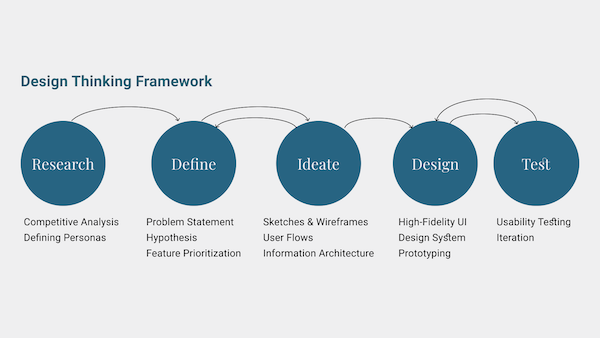 Design Thinking Framework
Research
Define
Ideate
Design
Test
Competitive Analysis
Defining Personas
Problem Statement
Hypothesis
Feature Prioritization
Sketches & Wireframes
User Flows
Information Architecture
High-Fidelity UI
Design System
Prototyping
Usability Testing
Iteration